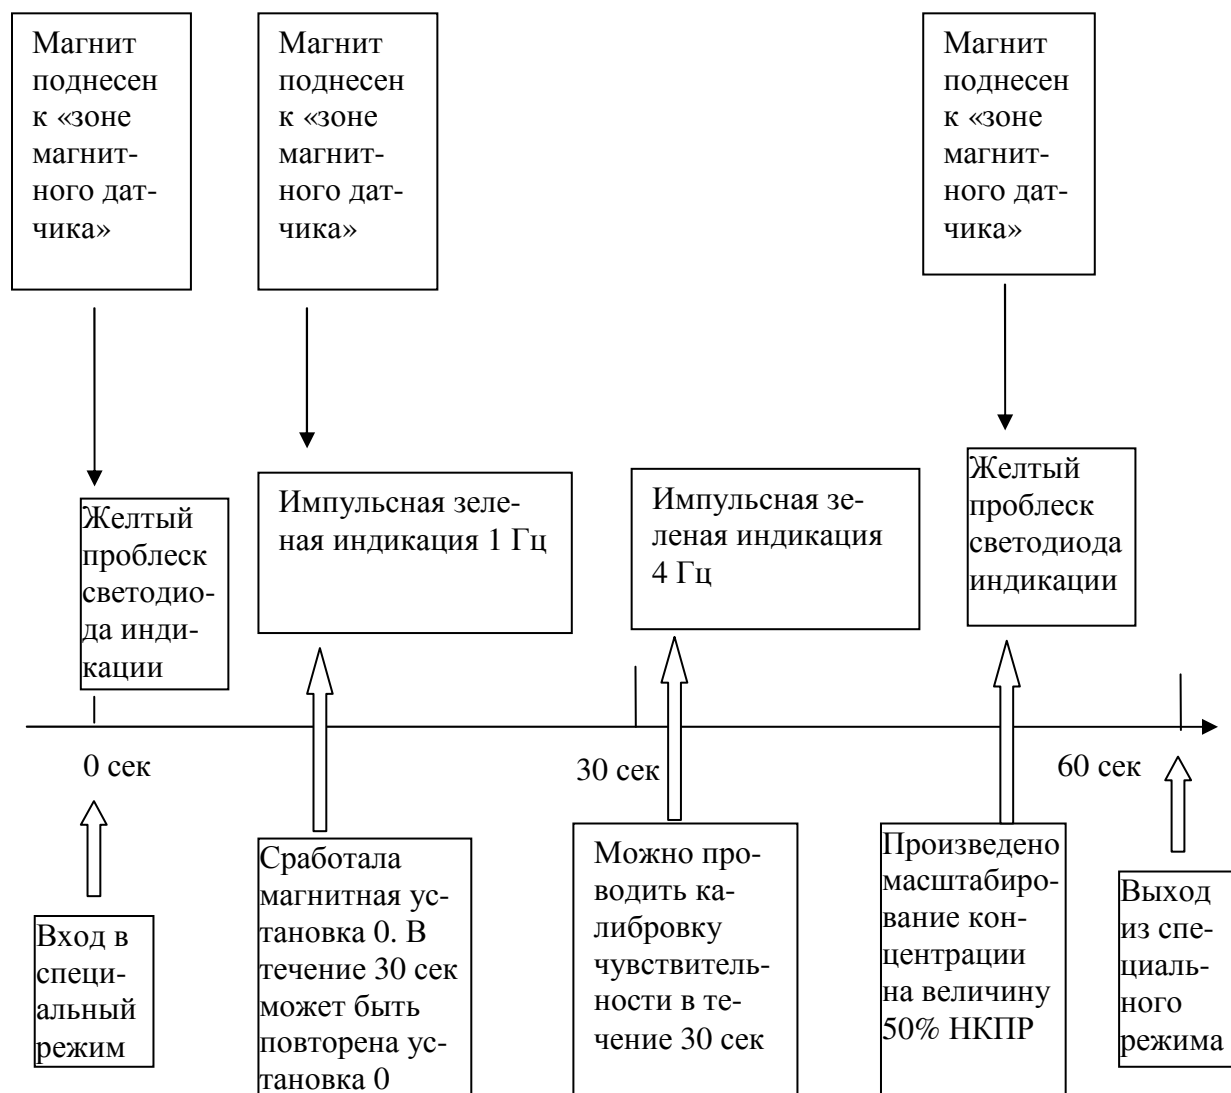 Магнит
поднесен
к «зоне
магнит-
ного дат-
чика»
Магнит
поднесен
к «зоне
магнит-
ного дат-
чика»
Магнит
поднесен
к «зоне
магнит-
ного дат-
чика»
Желтый
проблеск
светодио-
да инди-
кации
Импульсная зеле-
ная индикация 1 Гц
Импульсная зе-
леная индикация
4 Гц
Желтый
проблеск
светодиода
индикации
0 сек
30 сек
60 сек
Вход в
специ-
альный
режим
Сработала
магнитная ус-
тановка 0. В
течение 30 сек
может быть
повторена ус-
тановка 0
Можно про-
водить ка-
либровку
чувствитель-
ности в те-
чение 30 сек
Произведено
масштабиро-
вание кон-
центрации
на величину
50% НКПР
Выход
из спе-
циаль-
ного
режима